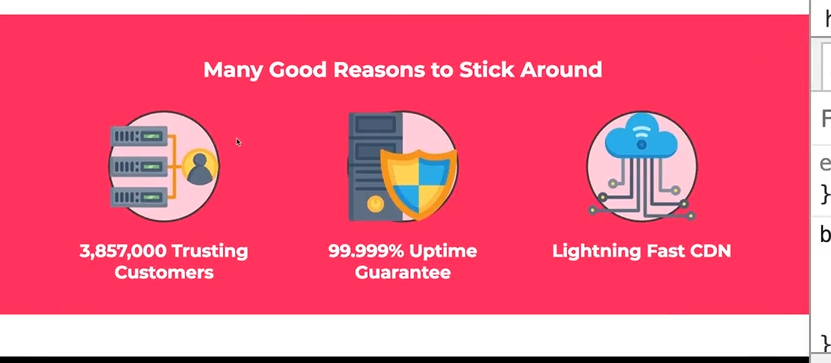 Many Good Reasons to Stick Around
3,857,000 Trusting
Customers
99.999% Uptime
Guarantee
Lightning Fast CDN
h
F
e
}
b
}